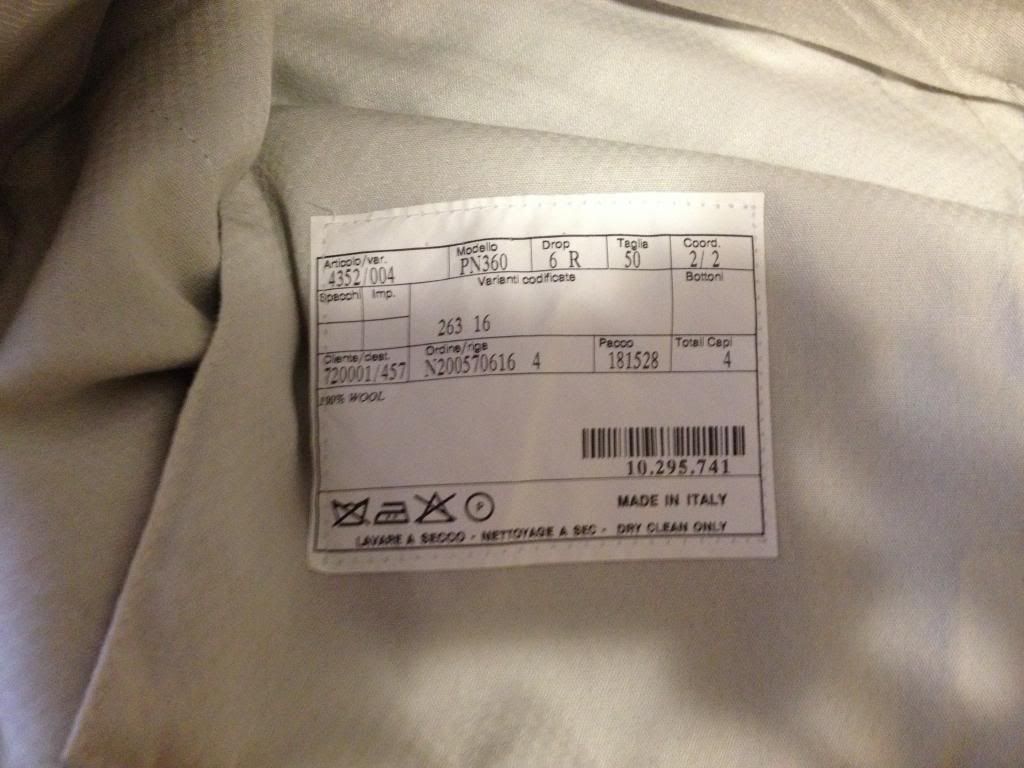 Articolo/var. Modello Drop Taglia Coord.
4352/004 PN360 6 R 50 2/ 2
Spacchi Imp. Varianti codificate Bottoni
263 16
Cliente/dest. Ordine/riga Pacco Totali Capi
720001/457 N200570616 4 181528 4
100% WOOL
10.295.741
P MADE IN ITALY
LAVARE A SECCO - NETTOYAGE A SEC - DRY CLEAN ONLY